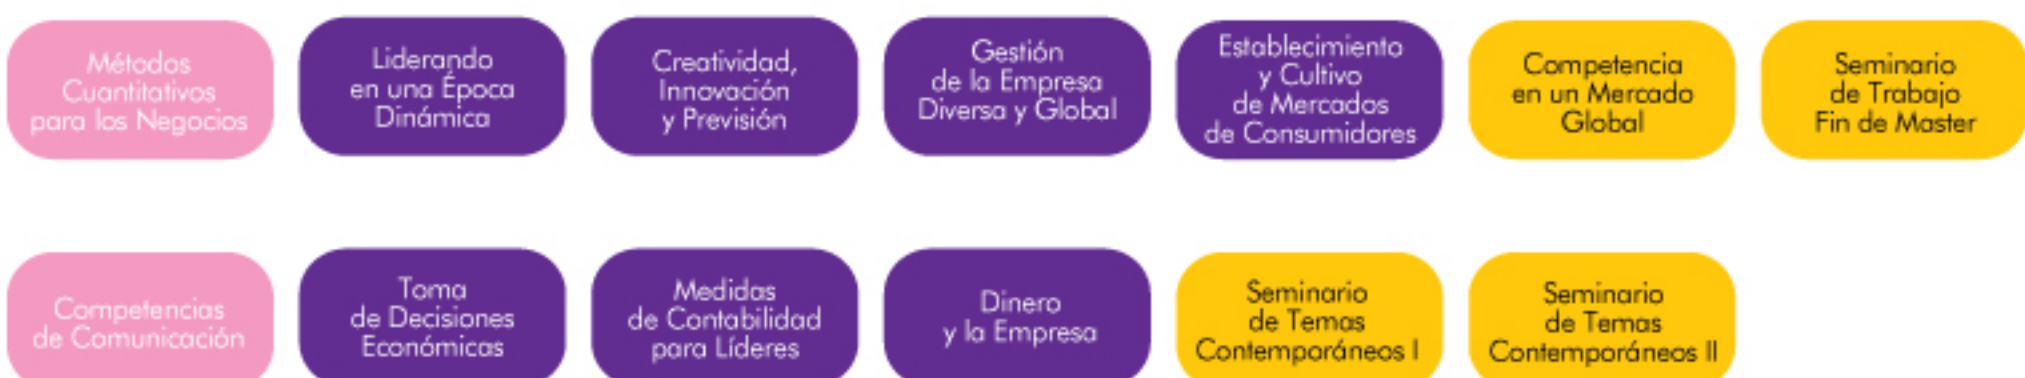 Métodos
Cuantitativos
para los Negocios
Liderando
en una Época
Dinámica
Creatividad,
Innovación
y Previsión
Gestión
de la Empresa
Diversa y Global
Establecimiento
y Cultivo
de Mercados
de Consumidores
Competencia
en un Mercado
Global
Seminario
de Trabajo
Fin de Master
Competencias
de Comunicación
Toma
de Decisiones
Económicas
Medidas
de Contabilidad
para Líderes
Dinero
y la Empresa
Seminario
de Temas
Contemporáneos I
Seminario
de Temas
Contemporáneos II